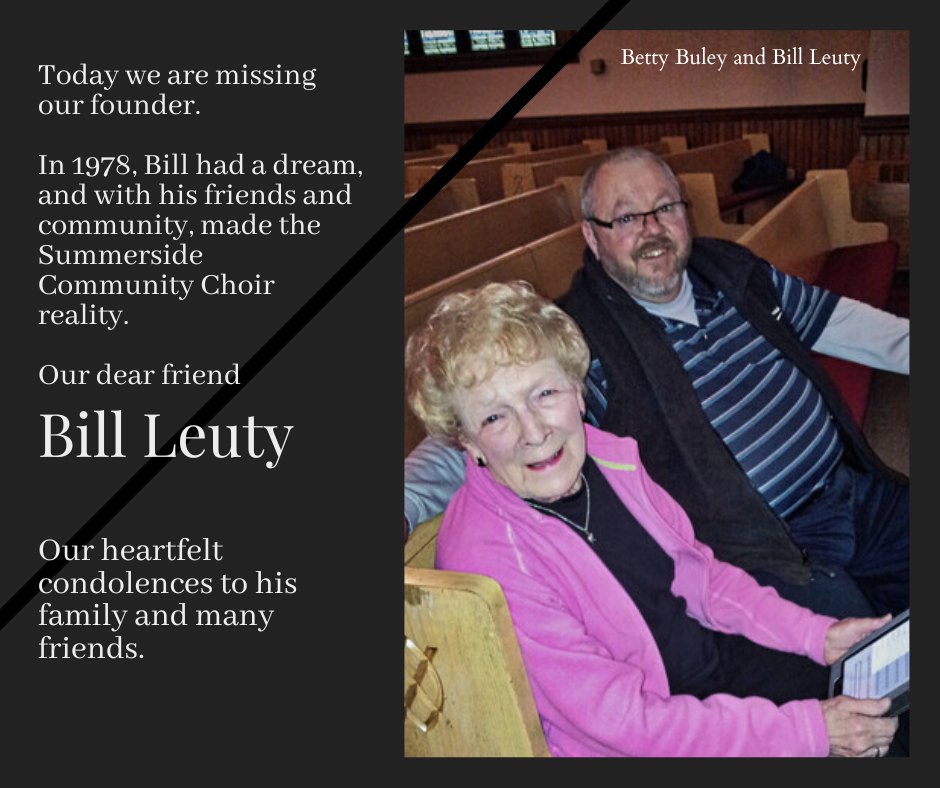 Today we are missing
our founder.
In 1978, Bill had a dream,
and with his friends and
community, made the
Summerside
Community Choir
reality.
Our dear friend
Bill Leuty
Our heartfelt
condolences to his
family and many
friends.
Betty Buley and Bill Leuty